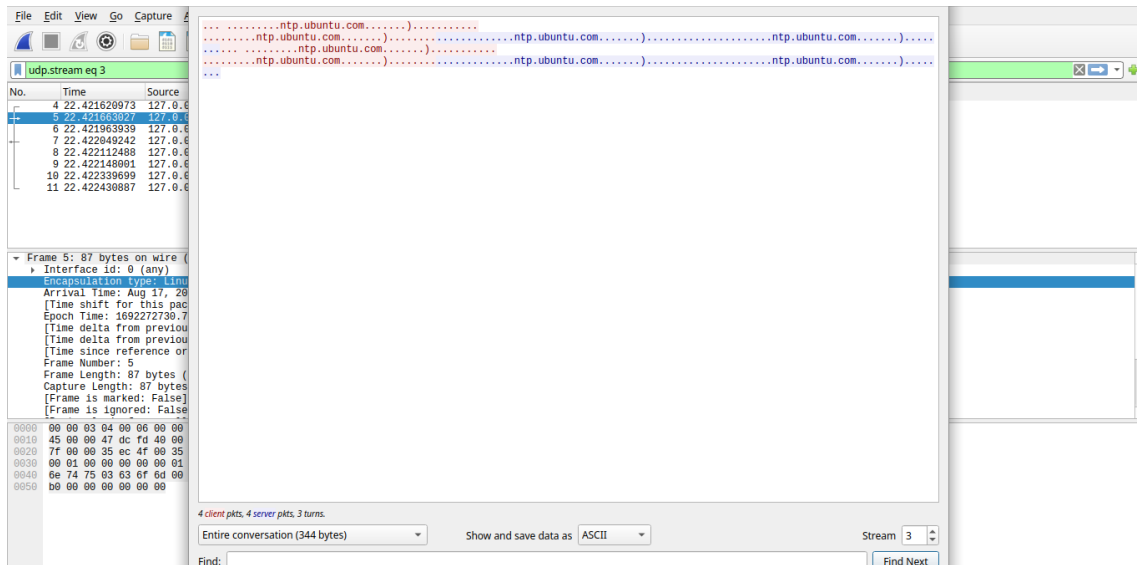 File Edit View Go Capture A
udp.stream eq 3
No. Time Source
4 22.421620973 127.0.0
5 22.421663027 127.0.0
6 22.421963939 127.0.0
7 22.422049242 127.0.0
8 22.422112488 127.0.0
9 22.422148001 127.0.0
10 22.422339699 127.0.0
11 22.422430887 127.0.0
Frame 5: 87 bytes on wire (
Interface id: 0 (any)
Encapsulation type: Linu
Arrival Time: Aug 17, 20
[Time shift for this pac
Epoch Time: 1692272730.7
[Time delta from previou
[Time delta from previou
[Time since reference or
Frame Number: 5
Frame Length: 87 bytes (
Capture Length: 87 bytes
[Frame is marked: False]
[Frame is ignored: False
0000 00 00 03 04 00 06 00 00
0010 45 00 00 47 dc fd 40 00
0020 7f 00 00 35 ec 4f 00 35
0030 00 01 00 00 00 00 00 01
0040 6e 74 75 03 63 6f 6d 00
0050 b0 00 00 00 00 00 00
... .........ntp.ubuntu.com.......)...........
.........ntp.ubuntu.com.......).....................ntp.ubuntu.com.......).....................ntp.ubuntu.com.......).....
...... .........ntp.ubuntu.com.......)...........
.........ntp.ubuntu.com.......).....................ntp.ubuntu.com.......).....................ntp.ubuntu.com.......).....
...
4 client pkts, 4 server pkts, 3 turns.
Entire conversation (344 bytes) Show and save data as ASCII Stream 3
Find: Find Next